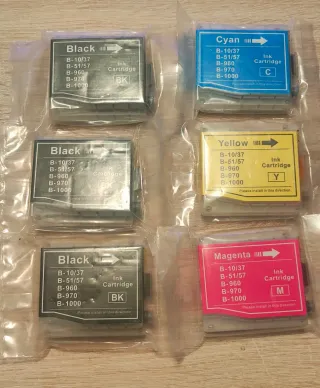 Black
B-10/37
B-51/57
B-960
B-970
B-1000
Ink
Cartridge
BK
Cyan
B-10/37
B-51/57
B-960
B-970
B-1000
Ink
Cartridge
C
Black
B-10/37
B-51/57
B-960
B-970
B-1000
Ink
Cartridge
Yellow
B-10/37
B-51/57
B-960
B-970
B-1000
Ink
Cartridge
Y
Black
B-10/37
B-51/57
B-960
B-970
B-1000
Ink
Cartridge
BK
Magenta
B-10/37
B-51/57
B-960
B-970
B-1000
Ink
Cartridge
M